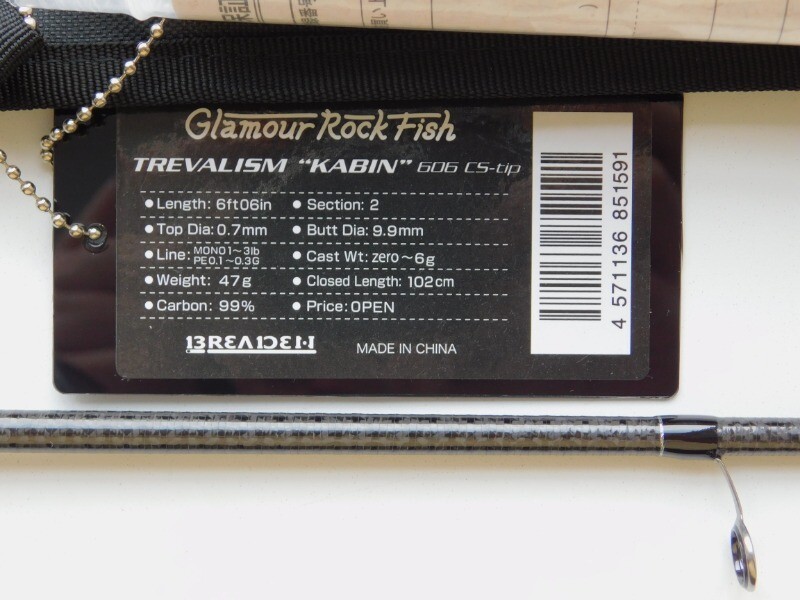 Glamour Rock Fish
TREVALISM "KABIN" 606 CS-tip
● Length: 6ft06in ● Section: 2
● Top Dia: 0.7mm ● Butt Dia: 9.9mm
● Line: MONO1~3lb PE0.1~0.3G ● Cast Wt: zero~6g
● Weight: 47g ● Closed Length: 102cm
● Carbon: 99% ● Price: OPEN
BREADEN MADE IN CHINA
4 571136 851591